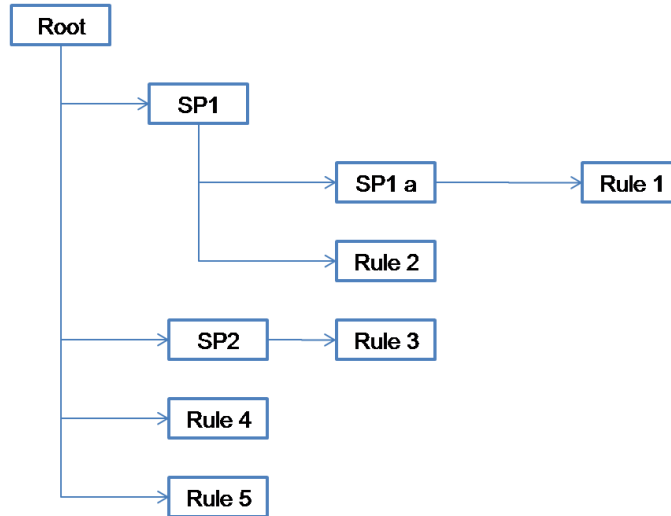 Root
SP1
SP1 a
Rule 1
Rule 2
SP2
Rule 3
Rule 4
Rule 5